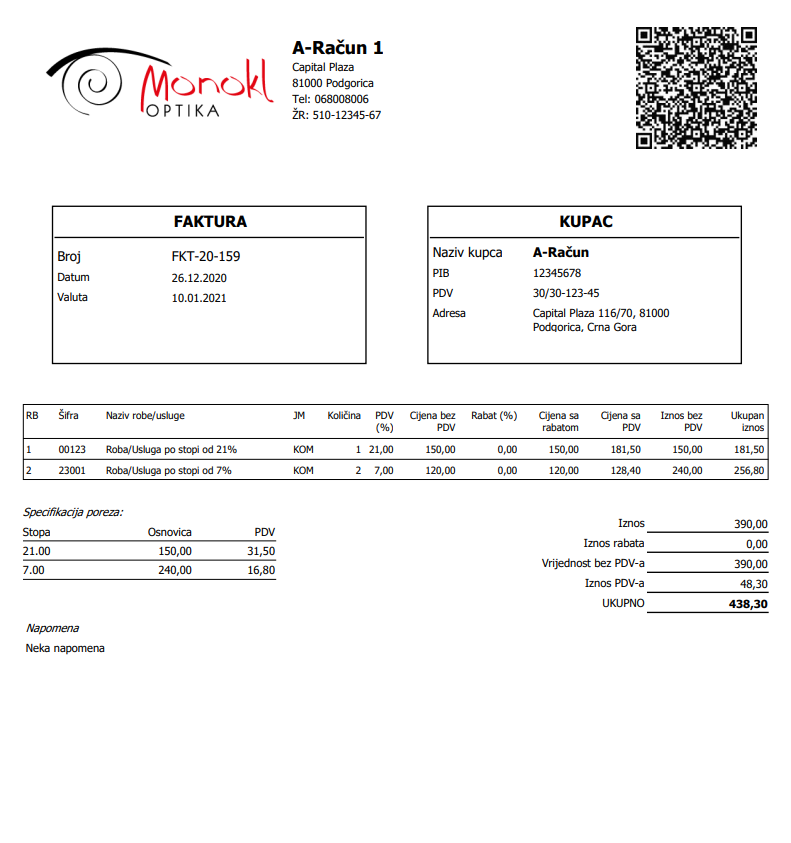 Monokl
OPTIKA
A-Račun 1
Capital Plaza
81000 Podgorica
Tel: 068008006
ŽR: 510-12345-67
FAKTURA
Broj FKT-20-159
Datum 26.12.2020
Valuta 10.01.2021
KUPAC
Naziv kupca A-Račun
PIB 12345678
PDV 30/30-123-45
Adresa Capital Plaza 116/70, 81000
Podgorica, Crna Gora
RB Šifra Naziv robe/usluge JM Količina PDV (%) Cijena bez PDV Rabat (%) Cijena sa rabatom Cijena sa PDV Iznos bez PDV Ukupan iznos
1 00123 Roba/Usluga po stopi od 21% KOM 1 21,00 150,00 0,00 150,00 181,50 150,00 181,50
2 23001 Roba/Usluga po stopi od 7% KOM 2 7,00 120,00 0,00 120,00 128,40 240,00 256,80
Specifikacija poreza:
Stopa Osnovica PDV
21.00 150,00 31,50
7.00 240,00 16,80
Iznos 390,00
Iznos rabata 0,00
Vrijednost bez PDV-a 390,00
Iznos PDV-a 48,30
UKUPNO 438,30
Napomena
Neka napomena